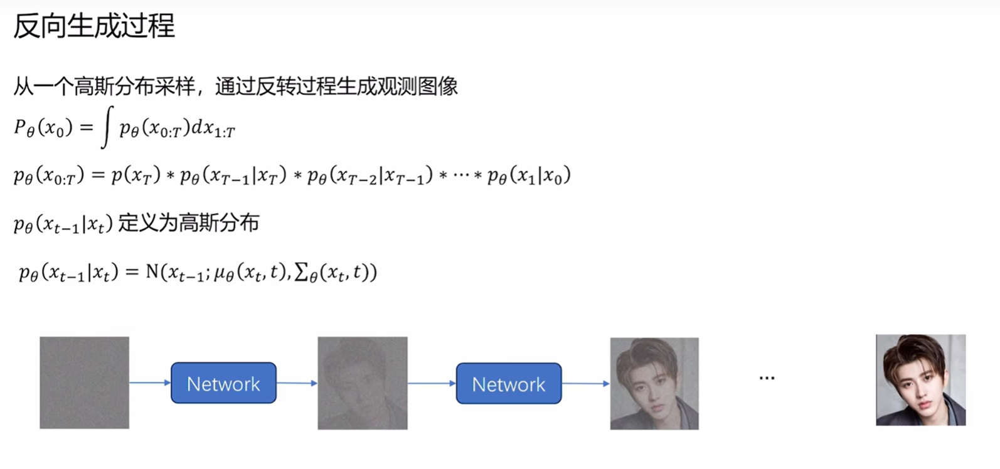 反向生成过程
从一个高斯分布采样，通过反转过程生成观测图像
$P_\theta(x_0) = \int p_\theta(x_{0:T})dx_{1:T}$
$p_\theta(x_{0:T}) = p(x_T) * p_\theta(x_{T-1}|x_T) * p_\theta(x_{T-2}|x_{T-1}) * \cdots * p_\theta(x_1|x_0)$
$p_\theta(x_{t-1}|x_t)$ 定义为高斯分布
$p_\theta(x_{t-1}|x_t) = \mathrm{N}(x_{t-1}; \mu_\theta(x_t, t), \Sigma_\theta(x_t, t))$
Network
Network
...